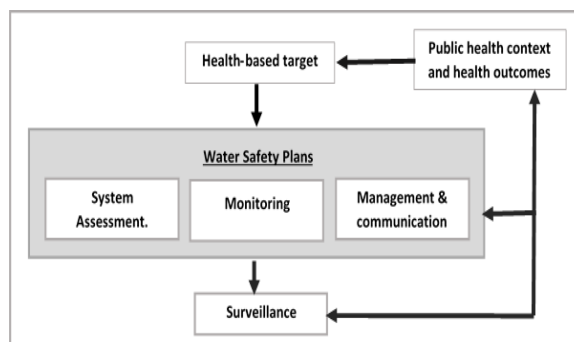 Health-based target
Public health context
and health outcomes
Water Safety Plans
System
Assessment.
Monitoring
Management &
communication
Surveillance